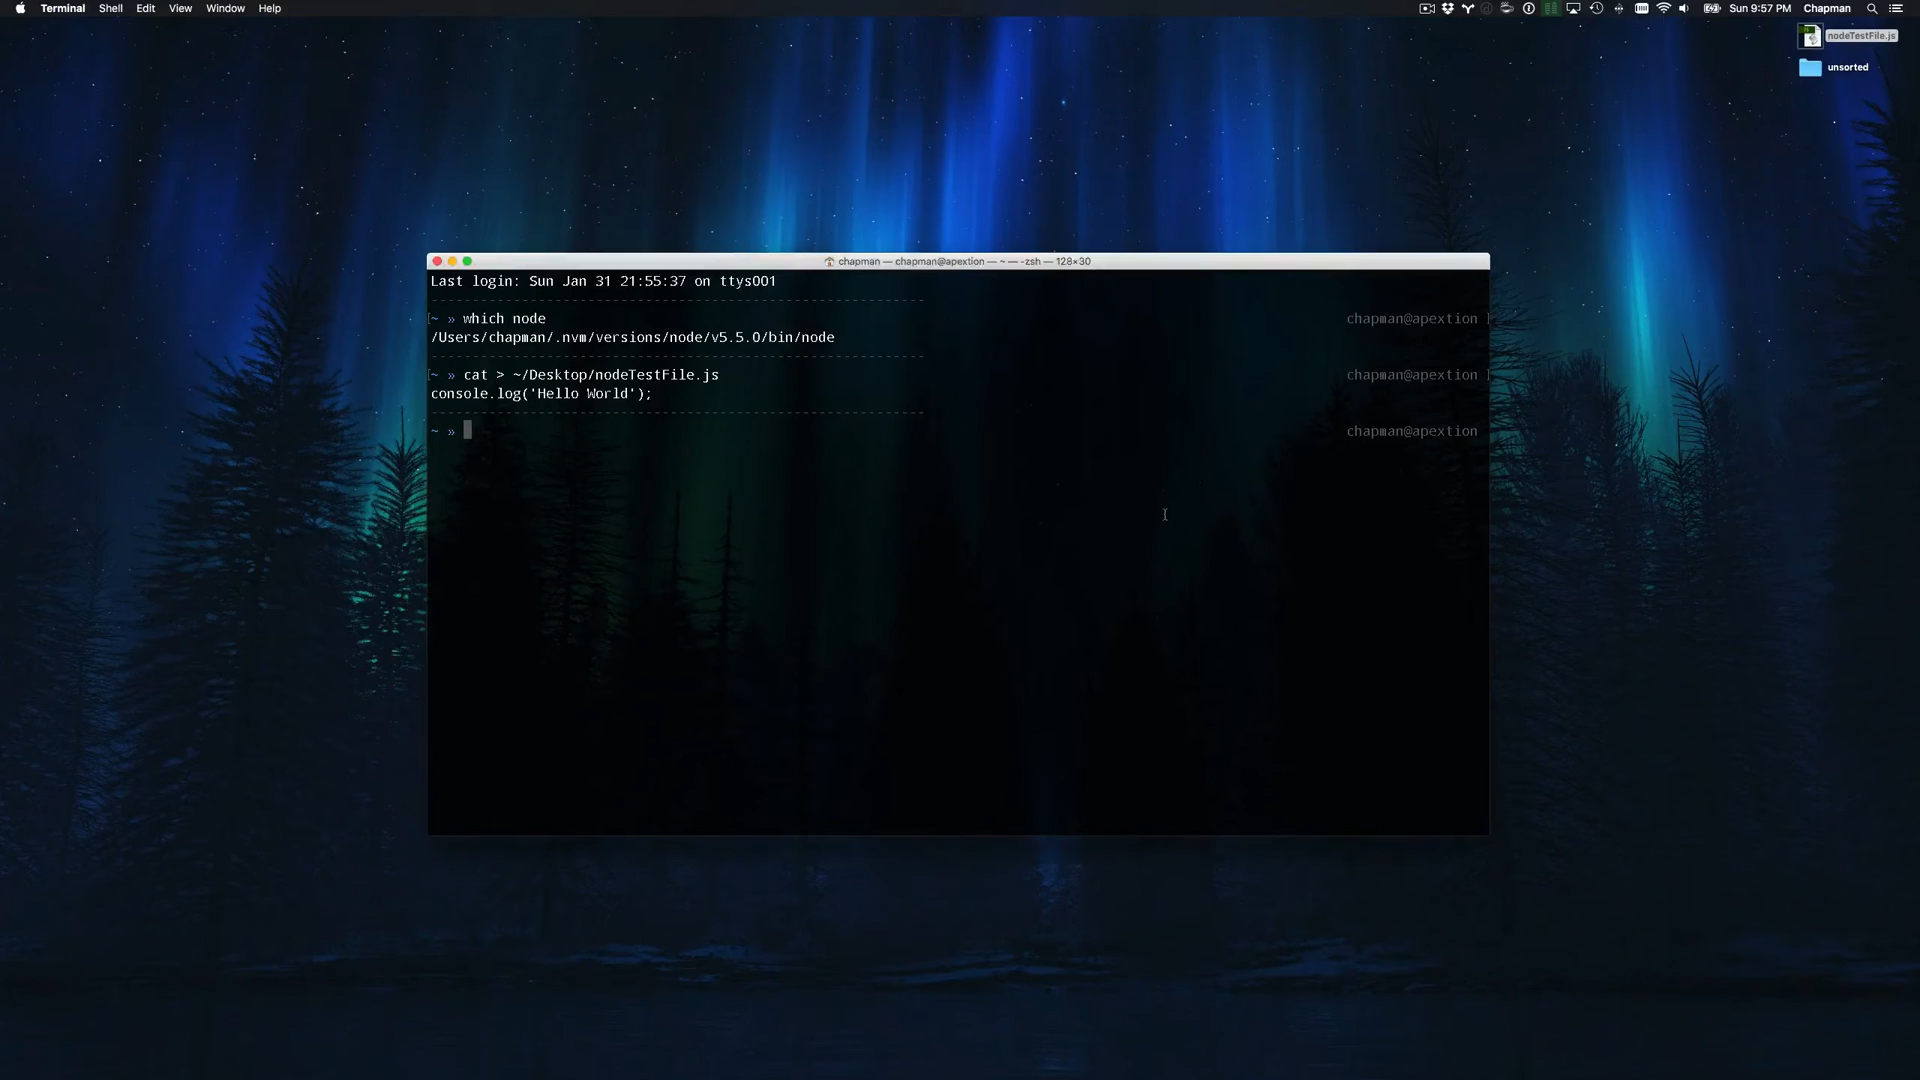 Terminal Shell Edit View Window Help Sun 9:57 PM Chapman
nodeTestFile.js
unsorted
chapman — chapman@apextion — ~ — -zsh — 128×30
Last login: Sun Jan 31 21:55:37 on ttys001
[~ » which node chapman@apextion ]
/Users/chapman/.nvm/versions/node/v5.5.0/bin/node
[~ » cat > ~/Desktop/nodeTestFile.js chapman@apextion ]
console.log('Hello World');
~ » chapman@apextion